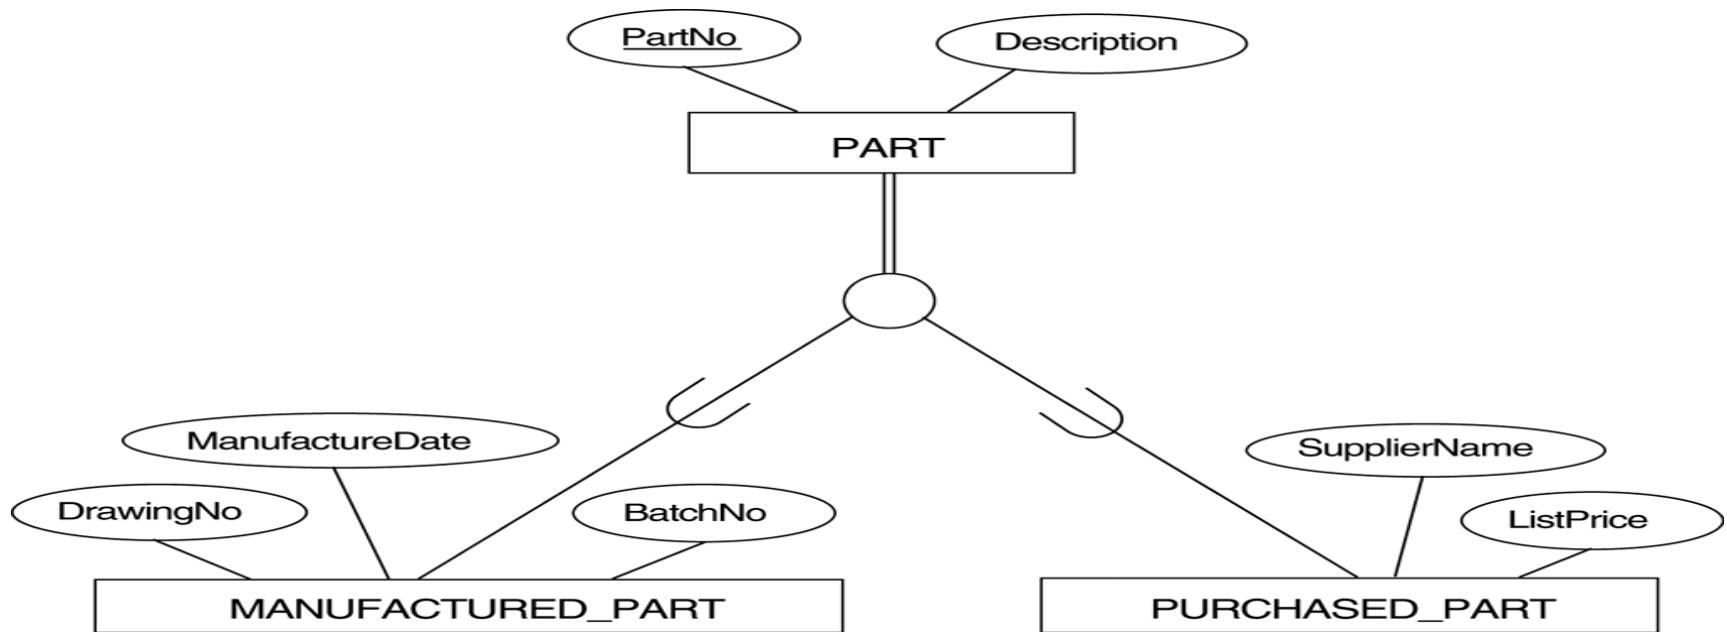 PartNo
Description
PART
ManufactureDate
SupplierName
DrawingNo
BatchNo
ListPrice
MANUFACTURED_PART
PURCHASED_PART